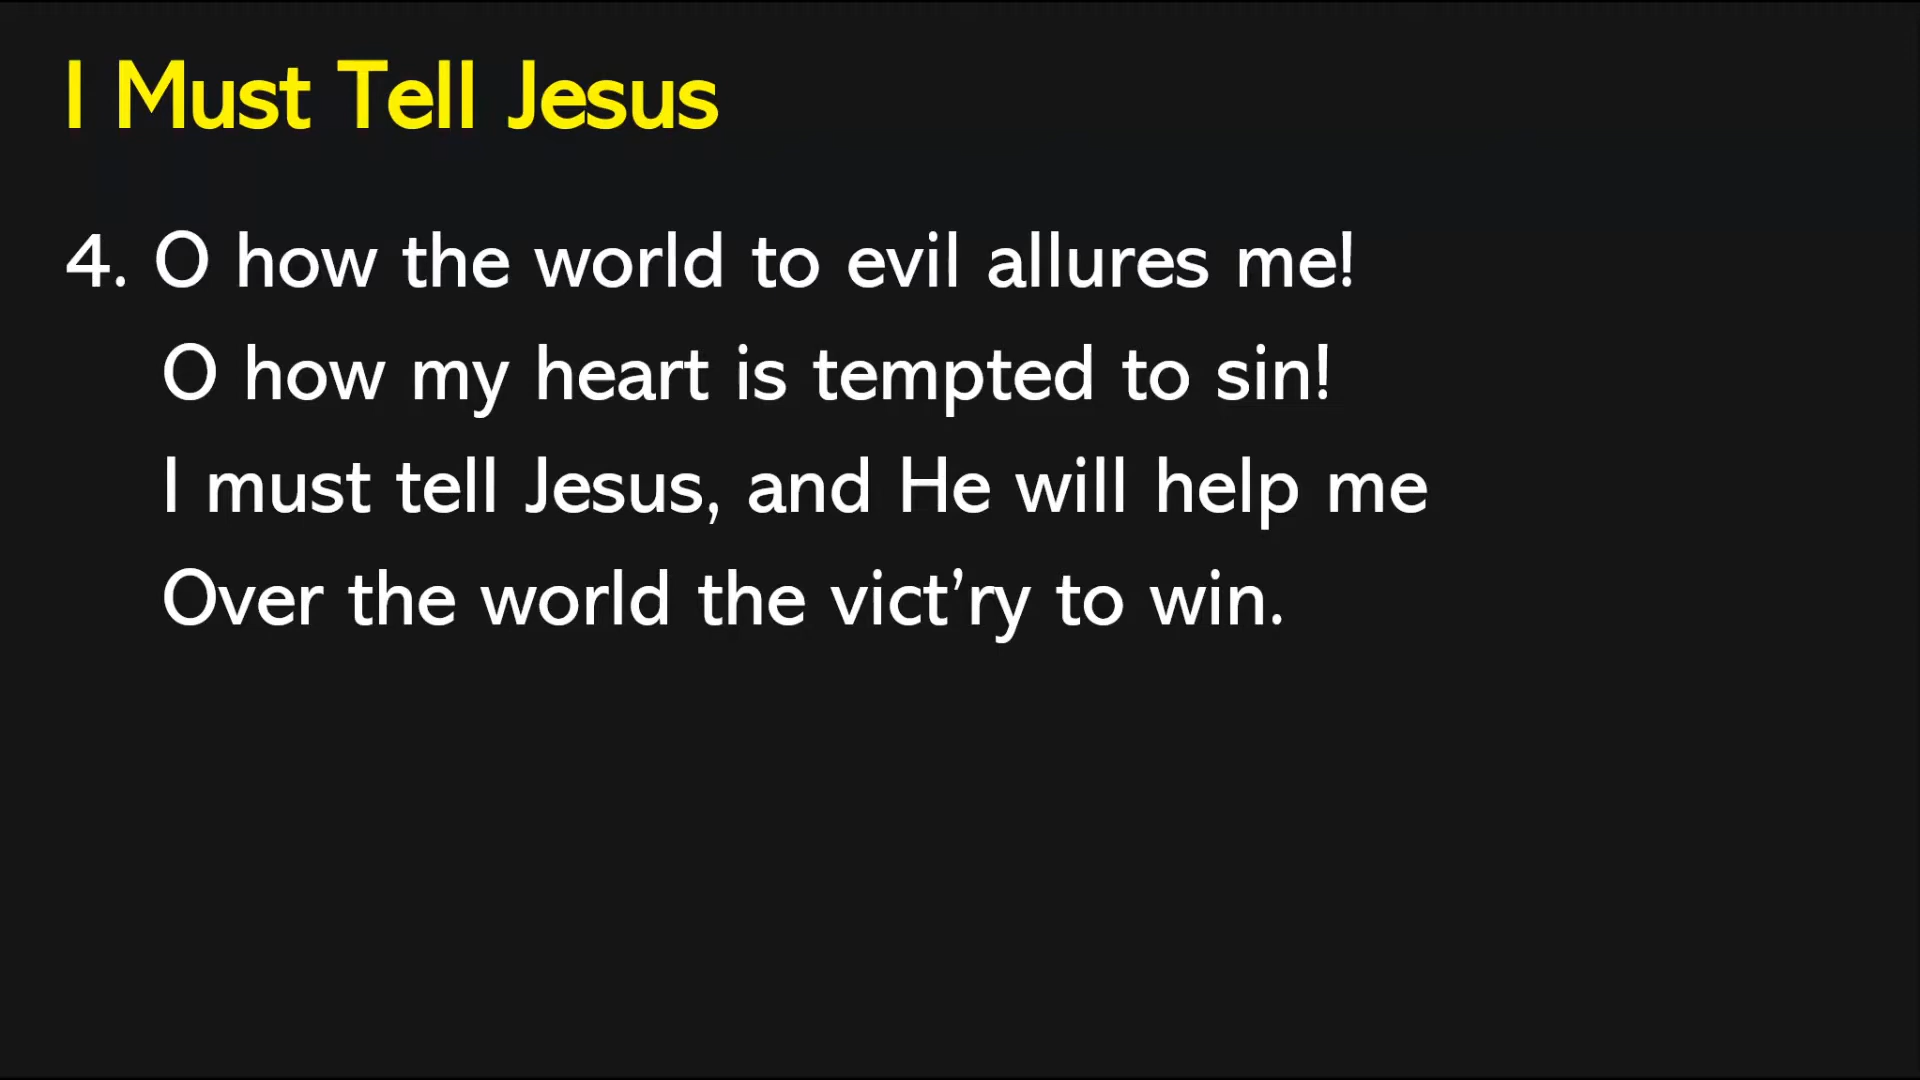 I Must Tell Jesus
4. O how the world to evil allures me!
O how my heart is tempted to sin!
I must tell Jesus, and He will help me
Over the world the vict’ry to win.